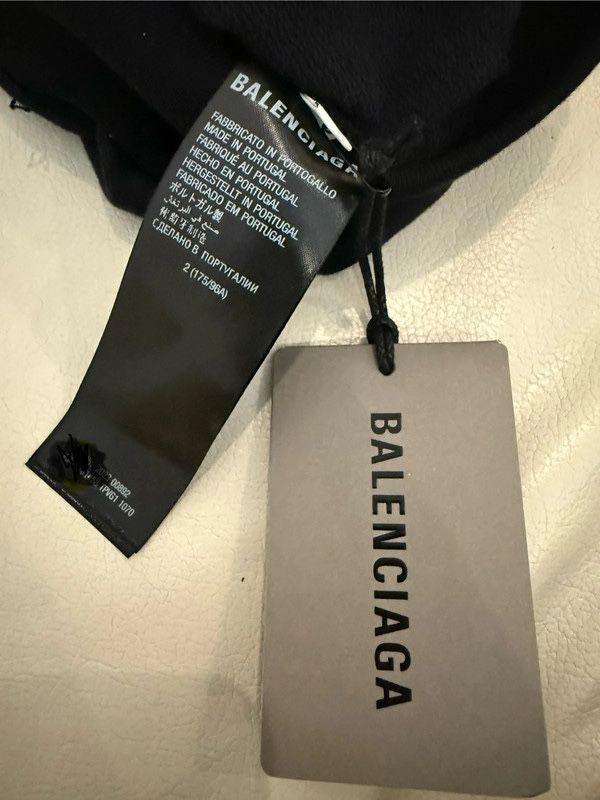 BALENCIAGA
FABBRICATO IN PORTOGALLO
MADE IN PORTUGAL
FABRIQUÉ AU PORTUGAL
HECHO EN PORTUGAL
HERGESTELLT IN PORTUGAL
FABRICADO EM PORTUGAL
ポルトガル製
صنع في البرتغال
葡萄牙制造
СДЕЛАНО В ПОРТУГАЛИИ
2 (175/96A)
00892
1070
BALENCIAGA